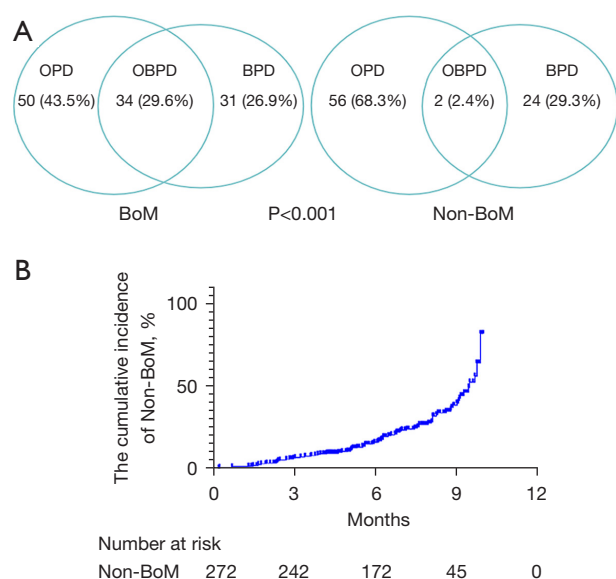 A
OPD OBPD BPD OPD OBPD BPD
50 (43.5%) 34 (29.6%) 31 (26.9%) 56 (68.3%) 2 (2.4%) 24 (29.3%)
BoM P<0.001 Non-BoM
B
The cumulative incidence
of Non-BoM, %
100
50
0
0 3 6 9 12
Months
Number at risk
Non-BoM 272 242 172 45 0